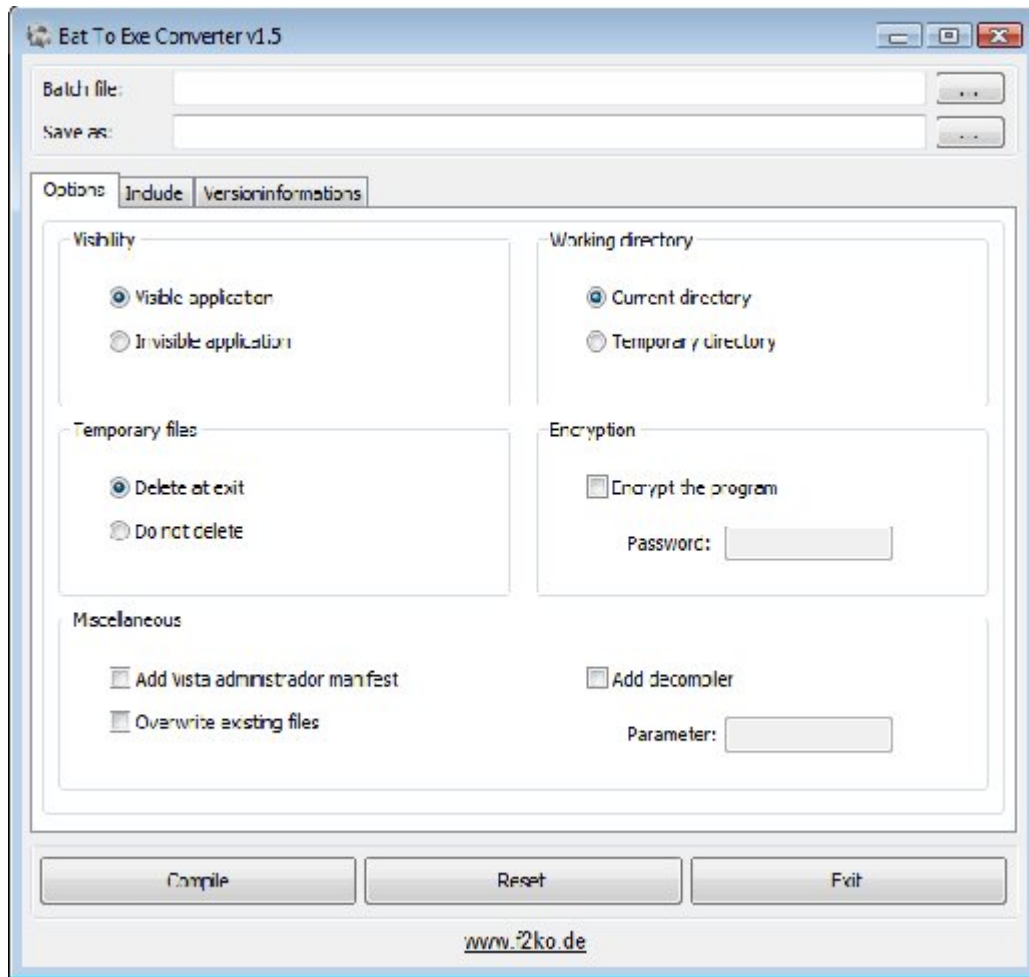 Bat To Exe Converter v1.5
Batch file: ...
Save as: ...
Options Include Versioninformations
Visibility Working directory
Visible application Current directory
Invisible application Temporary directory
Temporary files Encryption
Delete at exit Encrypt the program
Do not delete Password:
Miscellaneous
Add Vista administrador manifest Add decompiler
Overwrite existing files Parameter:
Compile Reset Exit
www.f2ko.de